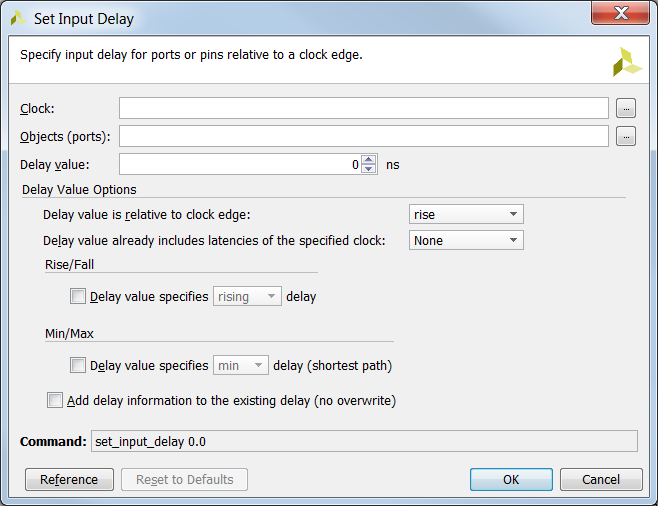 Set Input Delay
Specify input delay for ports or pins relative to a clock edge.
Clock:
...
Objects (ports):
...
Delay value: 0 ns
Delay Value Options
Delay value is relative to clock edge: rise
Delay value already includes latencies of the specified clock: None
Rise/Fall
Delay value specifies rising delay
Min/Max
Delay value specifies min delay (shortest path)
Add delay information to the existing delay (no overwrite)
Command: set_input_delay 0.0
Reference Reset to Defaults OK Cancel